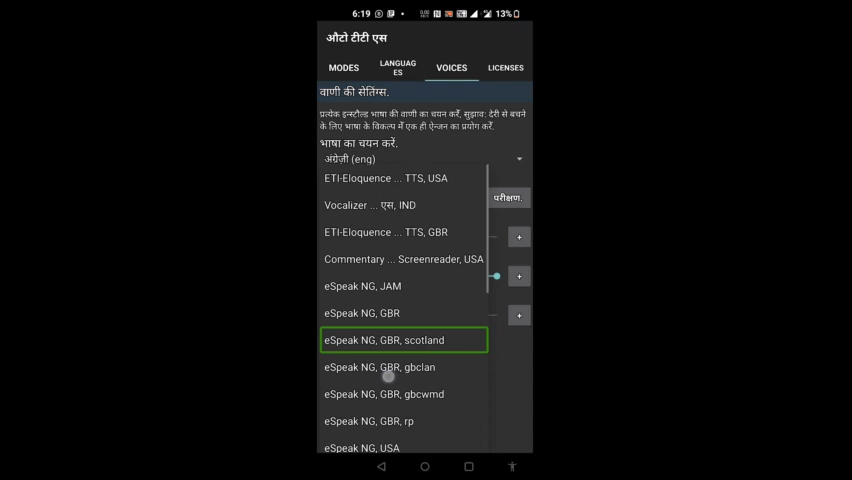 6:19
13%
औटो टीटी एस
MODES
LANGUAG
ES
VOICES
LICENSES
वाणी की सेतिंग्स.
प्रत्येक इन्स्टौल्ड भाषा की वाणी का चयन करेँ, सुझाव: देरी से बचने
के लिए भाषा के विकल्प मेँ एक ही ऐन्जन का प्रयोग करेँ.
भाषा का चयन करें.
अंग्रेज़ी (eng)
ETI-Eloquence ... TTS, USA
परीक्षण.
Vocalizer ... एस, IND
ETI-Eloquence ... TTS, GBR
+
Commentary ... Screenreader, USA
+
eSpeak NG, JAM
eSpeak NG, GBR
+
eSpeak NG, GBR, scotland
eSpeak NG, GBR, gbclan
eSpeak NG, GBR, gbcwmd
eSpeak NG, GBR, rp
eSpeak NG, USA